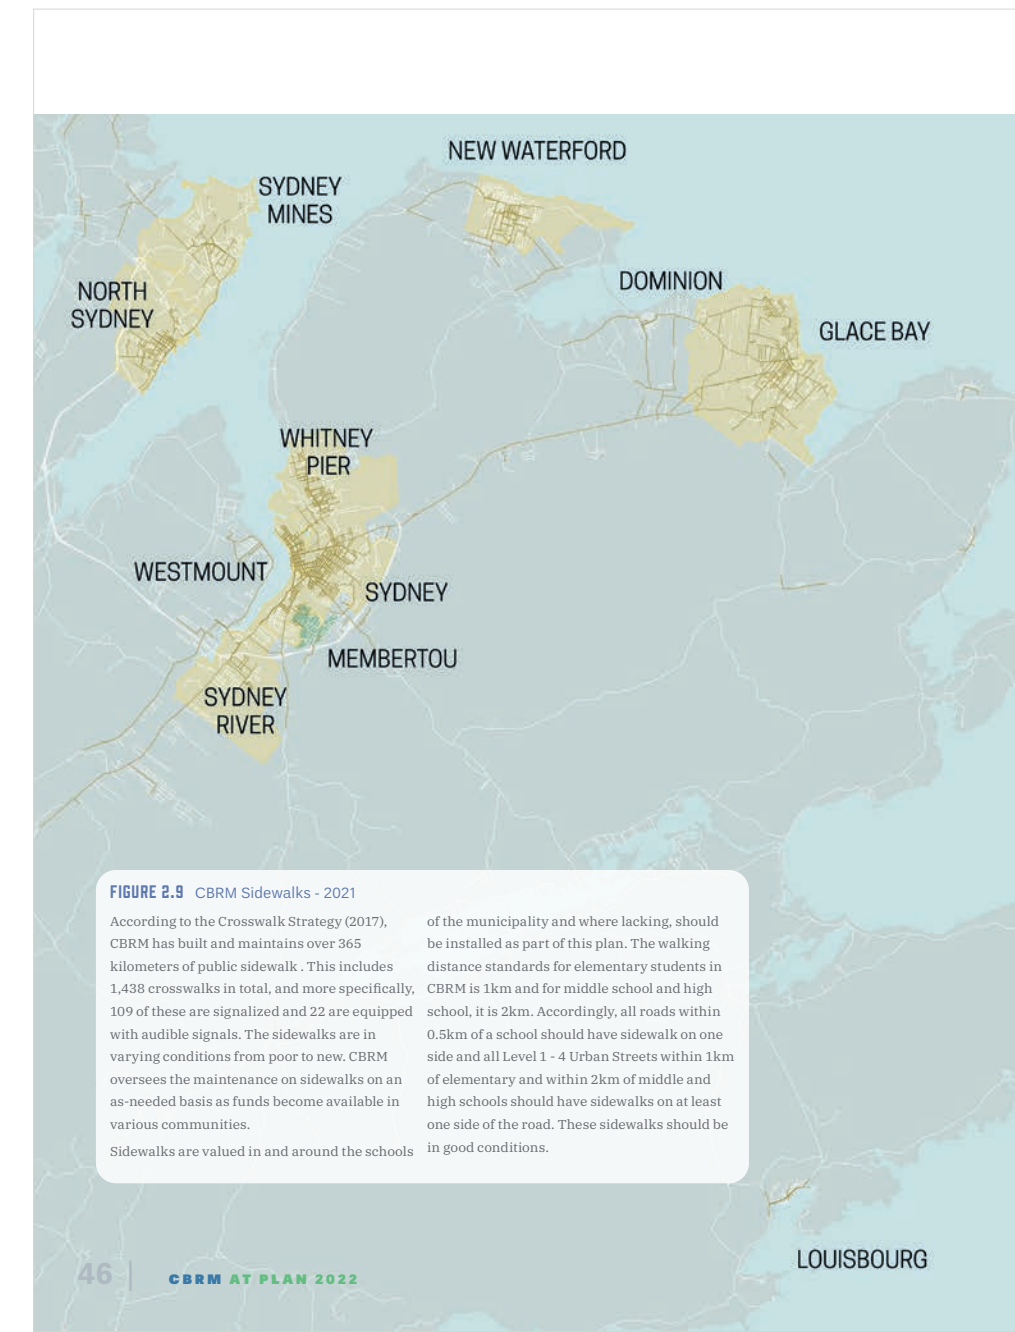 NEW WATERFORD
SYDNEY
MINES
DOMINION
NORTH
SYDNEY
GLACE BAY
WHITNEY
PIER
WESTMOUNT
SYDNEY
MEMBERTOU
SYDNEY
RIVER
FIGURE 2.9 CBRM Sidewalks - 2021
According to the Crosswalk Strategy (2017),
CBRM has built and maintains over 365
kilometers of public sidewalk . This includes
1,438 crosswalks in total, and more specifically,
109 of these are signalized and 22 are equipped
with audible signals. The sidewalks are in
varying conditions from poor to new. CBRM
oversees the maintenance on sidewalks on an
as-needed basis as funds become available in
various communities.
Sidewalks are valued in and around the schools
of the municipality and where lacking, should
be installed as part of this plan. The walking
distance standards for elementary students in
CBRM is 1km and for middle school and high
school, it is 2km. Accordingly, all roads within
0.5km of a school should have sidewalk on one
side and all Level 1 - 4 Urban Streets within 1km
of elementary and within 2km of middle and
high schools should have sidewalks on at least
one side of the road. These sidewalks should be
in good conditions.
LOUISBOURG
46 | CBRM AT PLAN 2022